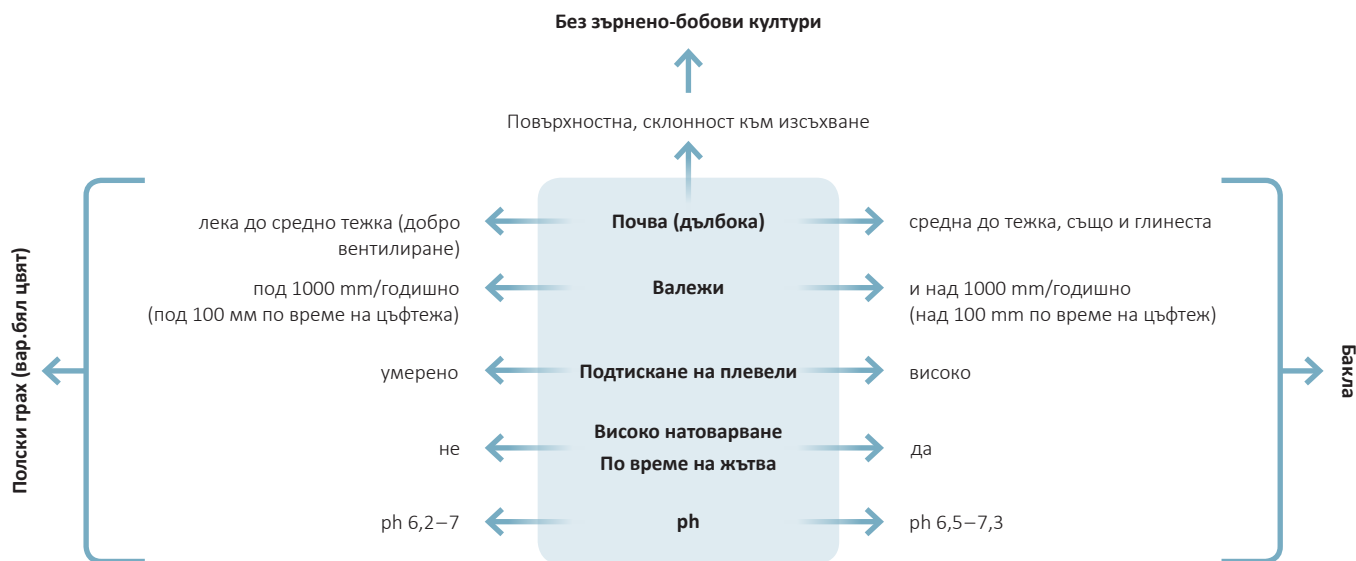 Без зърнено-бобови култури
Повърхностна, склонност към изсъхване
лека до средно тежка (добро
вентилиране)
Почва (дълбока)
средна до тежка, също и глинеста
под 1000 mm/годишно
(под 100 мм по време на цъфтежа)
Валежи
и над 1000 mm/годишно
(над 100 mm по време на цъфтеж)
умерено
Подтискане на плевели
високо
не
Високо натоварване
По време на жътва
да
ph 6,2–7
ph
ph 6,5–7,3
Полски грах (вар.бял цвят)
Бакла